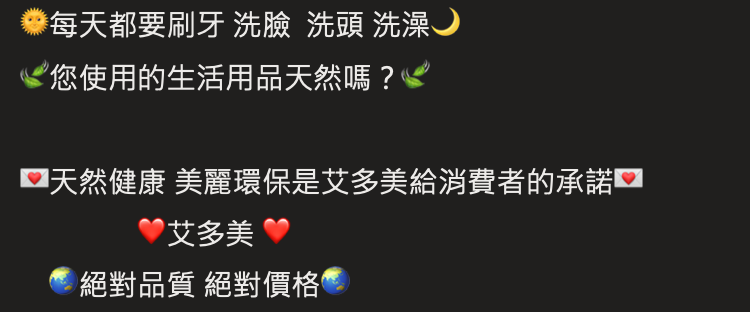 🌞每天都要刷牙 洗臉  洗頭 洗澡🌙
🌿您使用的生活用品天然嗎？🌿
💌天然健康 美麗環保是艾多美給消費者的承諾💌
❤️艾多美 ❤️
🌏絕對品質 絕對價格🌏